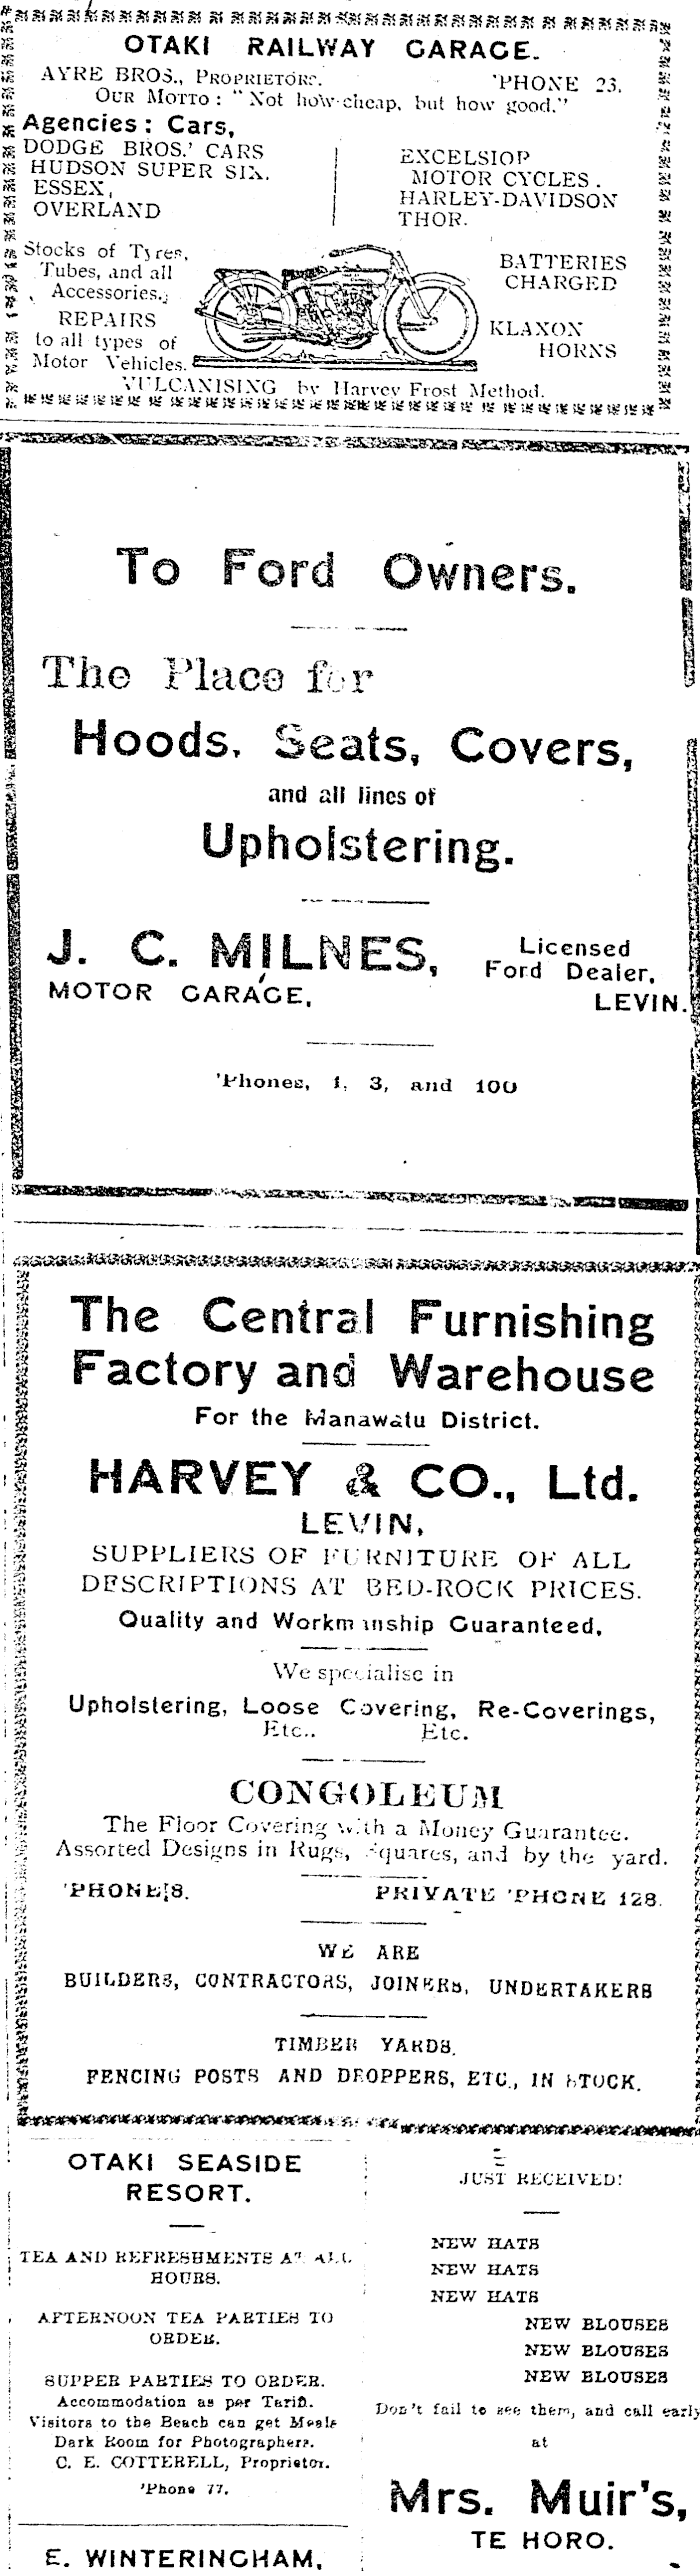 OTAKI RAILWAY GARAGE.
AYRE BROS., PROPRIETORS. 'PHONE 23.
OUR MOTTO: "Not how cheap, but how good."
Agencies: Cars,
DODGE BROS.' CARS
HUDSON SUPER SIX.
ESSEX,
OVERLAND
EXCELSIOR
MOTOR CYCLES.
HARLEY-DAVIDSON
THOR.
Stocks of Tyres,
Tubes, and all
Accessories.
REPAIRS
to all types of
Motor Vehicles.
BATTERIES
CHARGED
KLAXON
HORNS
VULCANISING by Harvey Frost Method.
To Ford Owners.
The Place for
Hoods. Seats, Covers,
and all lines of
Upholstering.
J. C. MILNES,
MOTOR GARAGE,
Licensed
Ford Dealer,
LEVIN.
'Phones, 1, 3, and 100
The Central Furnishing
Factory and Warehouse
For the Manawatu District.
HARVEY & CO., Ltd.
LEVIN,
SUPPLIERS OF FURNITURE OF ALL
DESCRIPTIONS AT BED-ROCK PRICES.
Quality and Workmanship Guaranteed,
We specialise in
Upholstering, Loose Covering, Re-Coverings,
Etc.. Etc.
CONGOLEUM
The Floor Covering with a Money Guarantee.
Assorted Designs in Rugs, Squares, and by the yard.
'PHONE 8. PRIVATE 'PHONE 128.
WE ARE
BUILDERS, CONTRACTORS, JOINERS, UNDERTAKERS
TIMBER YARDS.
FENCING POSTS AND DROPPERS, ETC., IN STOCK.
OTAKI SEASIDE
RESORT.
TEA AND REFRESHMENTS AT ALL
HOURS.
AFTERNOON TEA PARTIES TO
ORDER.
SUPPER PARTIES TO ORDER.
Accommodation as per Tariff.
Visitors to the Beach can get Meals
Dark Room for Photographers.
C. E. COTTERELL, Proprietor.
'Phone 77.
E. WINTERINGHAM,
JUST RECEIVED!
NEW HATS
NEW HATS
NEW HATS
NEW BLOUSES
NEW BLOUSES
NEW BLOUSES
Don't fail to see them, and call early
at
Mrs. Muir's,
TE HORO.